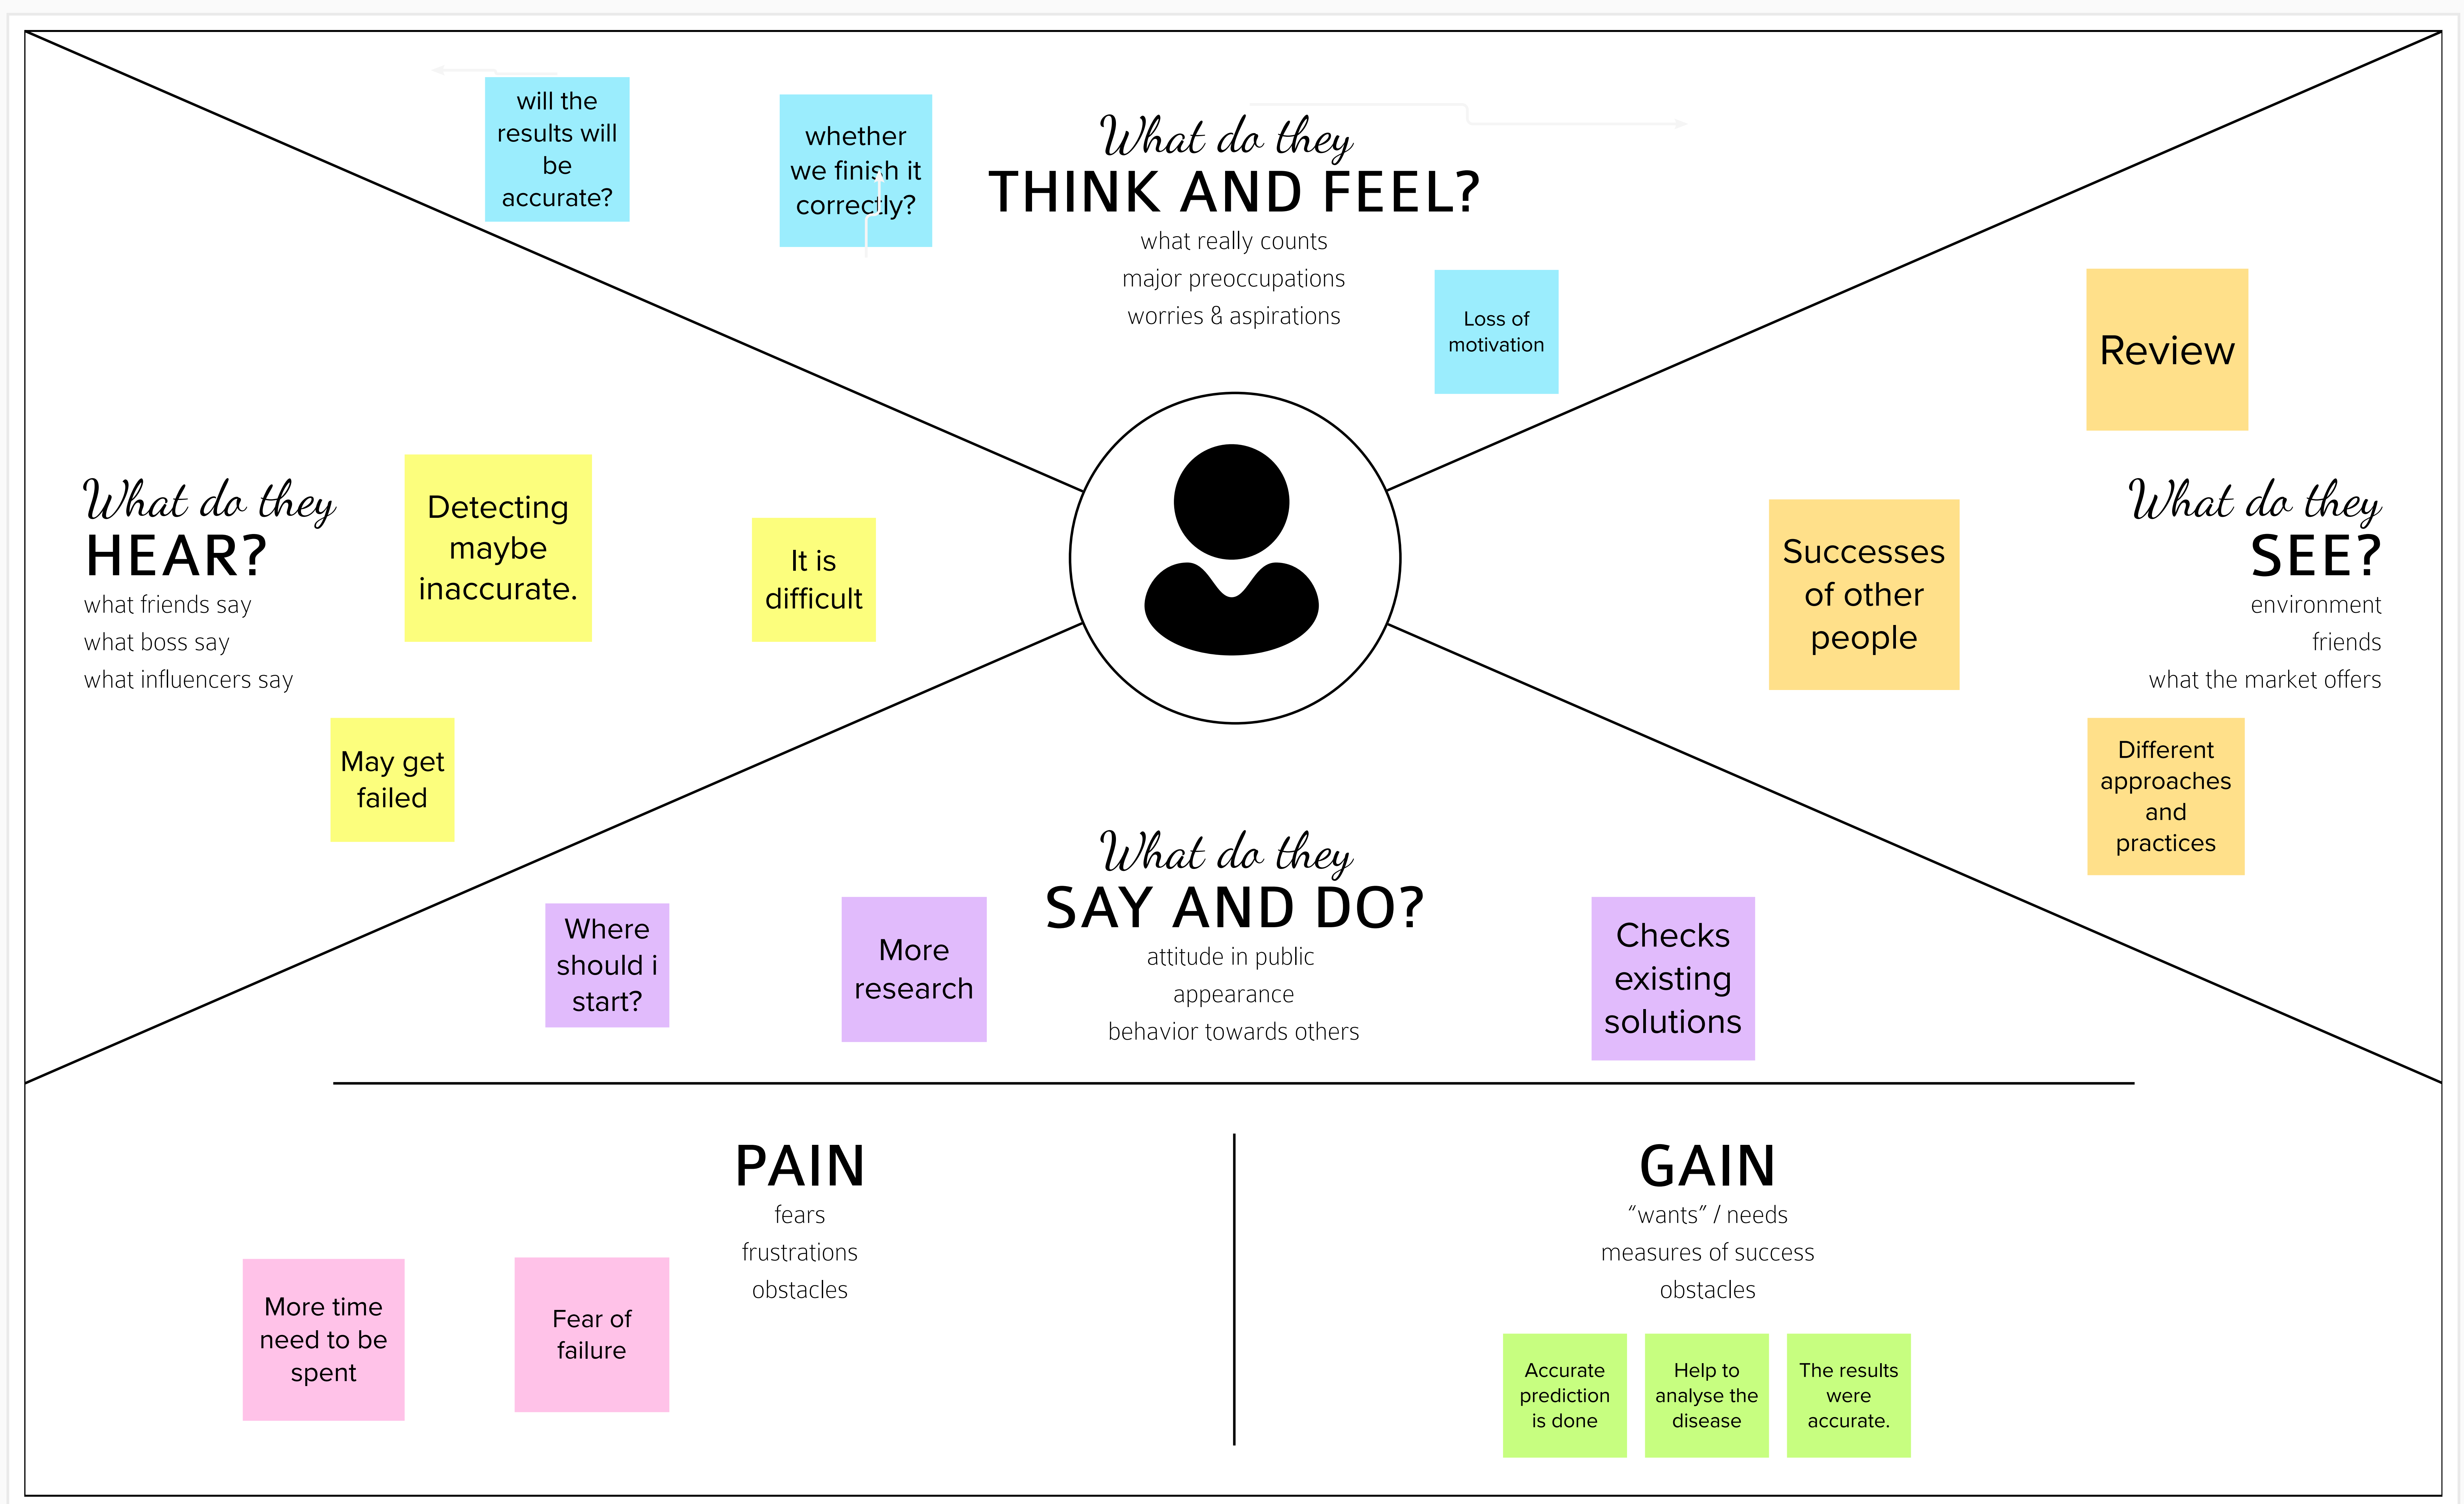 will the
results will
be
accurate?
whether
we finish it
correctly?
What do they
THINK AND FEEL?
what really counts
major preoccupations
worries & aspirations
Loss of
motivation
What do they
HEAR?
what friends say
what boss say
what influencers say
Detecting
maybe
inaccurate.
It is
difficult
May get
failed
Review
Successes
of other
people
What do they
SEE?
environment
friends
what the market offers
Different
approaches
and
practices
What do they
SAY AND DO?
attitude in public
appearance
behavior towards others
Where
should i
start?
More
research
Checks
existing
solutions
PAIN
fears
frustrations
obstacles
More time
need to be
spent
Fear of
failure
GAIN
“wants” / needs
measures of success
obstacles
Accurate
prediction
is done
Help to
analyse the
disease
The results
were
accurate.